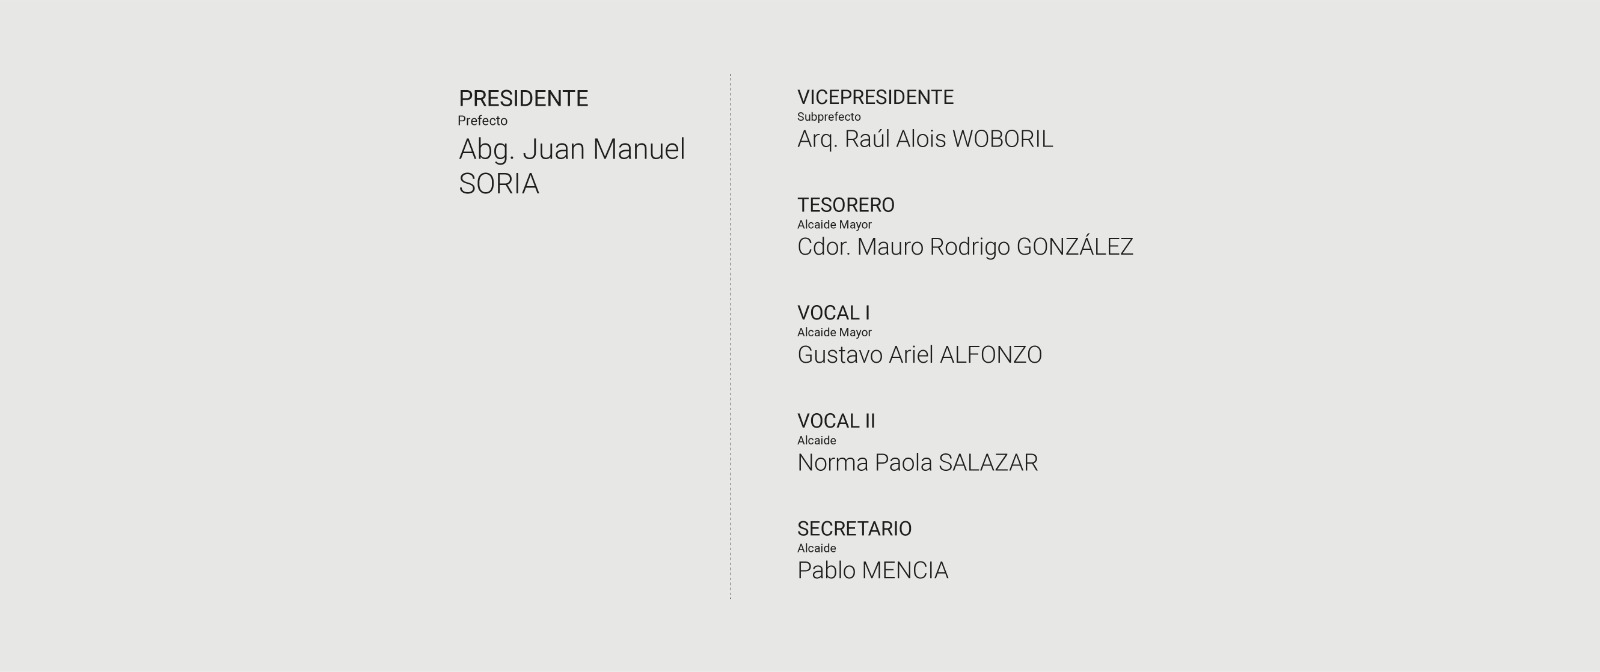 PRESIDENTE
Prefecto
Abg. Juan Manuel
SORIA
VICEPRESIDENTE
Subprefecto
Arq. Raúl Alois WOBORIL
TESORERO
Alcaide Mayor
Cdor. Mauro Rodrigo GONZÁLEZ
VOCAL I
Alcaide Mayor
Gustavo Ariel ALFONZO
VOCAL II
Alcaide
Norma Paola SALAZAR
SECRETARIO
Alcaide
Pablo MENCIA